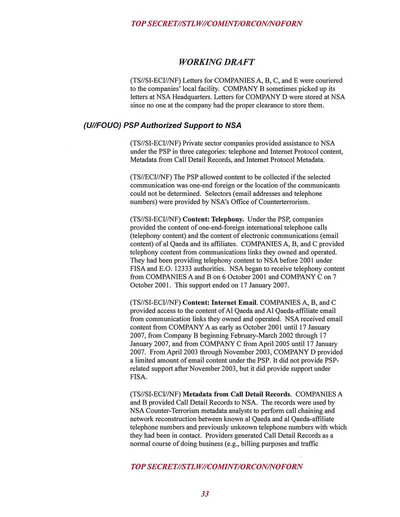 TOP SECRET//STLW//COMINT/ORCON/NOFORN
WORKING DRAFT
(TS//SI-ECI//NF) Letters for COMPANIES A, B, C, and E were couriered
to the companies' local facility. COMPANY B sometimes picked up its
letters at NSA Headquarters. Letters for COMPANY D were stored at NSA
since no one at the company had the proper clearance to store them.
(U//FOUO) PSP Authorized Support to NSA
(TS//SI-ECI//NF) Private sector companies provided assistance to NSA
under the PSP in three categories: telephone and Internet Protocol content,
Metadata from Call Detail Records, and Internet Protocol Metadata.
(TS//ECI//NF) The PSP allowed content to be collected if the selected
communication was one-end foreign or the location of the communicants
could not be determined. Selectors (email addresses and telephone
numbers) were provided by NSA's Office of Counterterrorism.
(TS//SI-ECI//NF) Content: Telephony. Under the PSP, companies
provided the content of one-end-foreign international telephone calls
(telephony content) and the content of electronic communications (email
content) of al Qaeda and its affiliates. COMPANIES A, B, and C provided
telephony content from communications links they owned and operated.
They had been providing telephony content to NSA before 2001 under
FISA and E.O. 12333 authorities. NSA began to receive telephony content
from COMPANIES A and B on 6 October 2001 and COMPANY C on 7
October 2001. This support ended on 17 January 2007.
(TS//SI-ECI//NF) Content: Internet Email. COMPANIES A, B, and C
provided access to the content of Al Qaeda and Al Qaeda-affiliate email
from communication links they owned and operated. NSA received email
content from COMPANY A as early as October 2001 until 17 January
2007, from Company B beginning February-March 2002 through 17
January 2007, and from COMPANY C from April 2005 until 17 January
2007. From April 2003 through November 2003, COMPANY D provided
a limited amount of email content under the PSP. It did not provide PSP-
related support after November 2003, but it did provide support under
FISA.
(TS//SI-ECI//NF) Metadata from Call Detail Records. COMPANIES A
and B provided Call Detail Records to NSA. The records were used by
NSA Counter-Terrorism metadata analysts to perform call chaining and
network reconstruction between known al Qaeda and al Qaeda-affiliate
telephone numbers and previously unknown telephone numbers with which
they had been in contact. Providers generated Call Detail Records as a
normal course of doing business (e.g., billing purposes and traffic
TOP SECRET//STLW//COMINT/ORCON/NOFORN
33